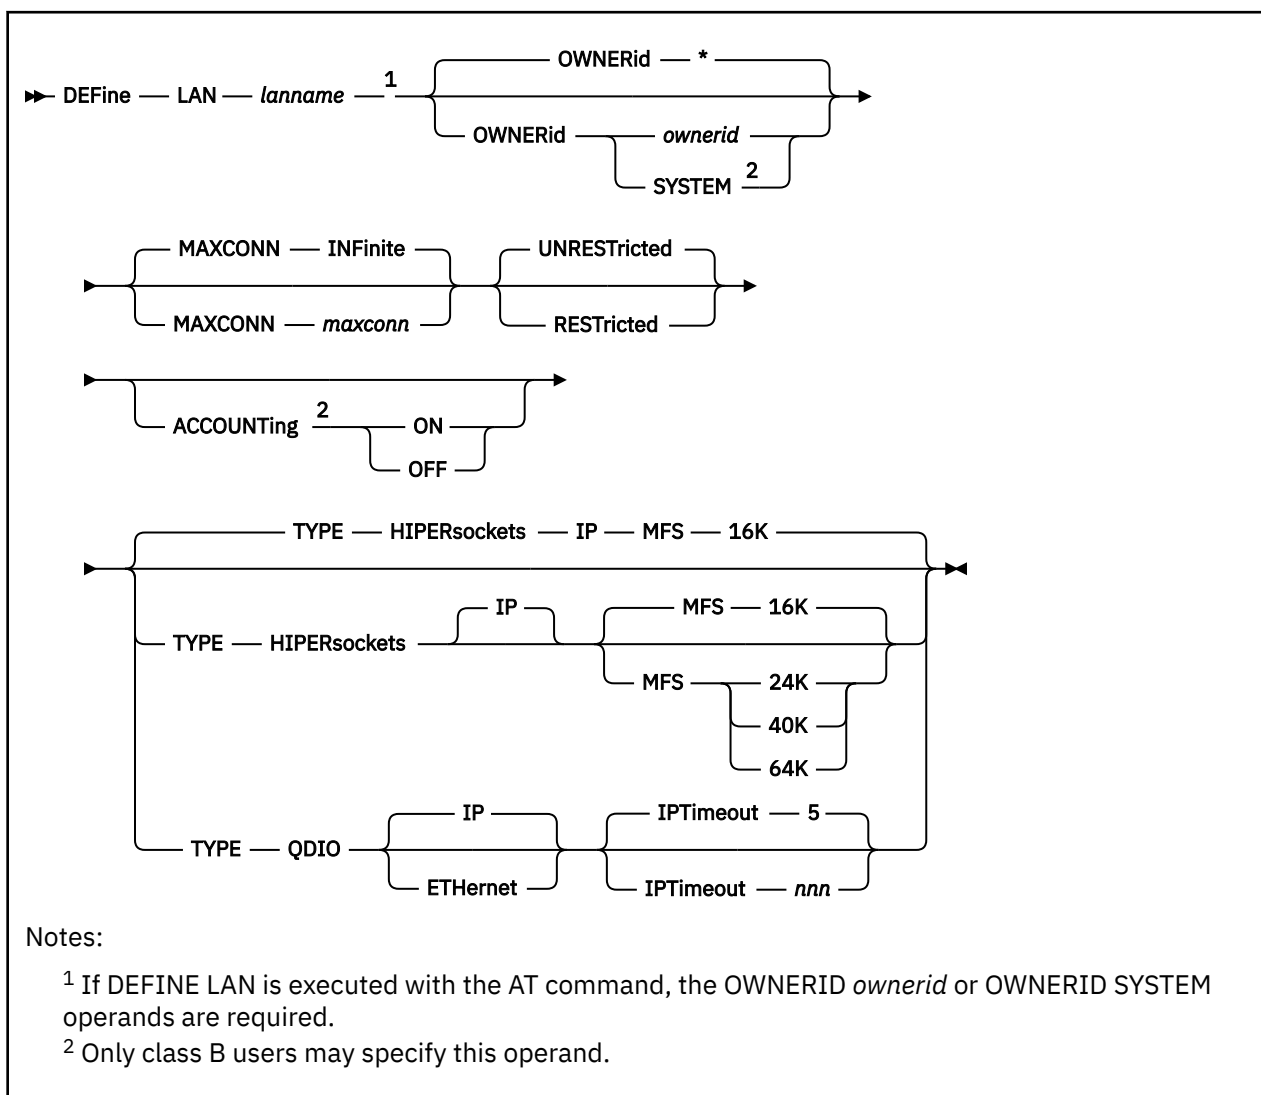 OWNERid *
DEFine LAN lanname 1
OWNERid ownerid
SYSTEM 2
MAXCONN INFinite UNRESTricted
MAXCONN maxconn RESTricted
ACCOUNTing 2 ON
OFF
TYPE HIPERsockets IP MFS 16K
IP MFS 16K
TYPE HIPERsockets
MFS 24K
40K
64K
IP IPTimeout 5
TYPE QDIO
ETHernet IPTimeout nnn
Notes:
1 If DEFINE LAN is executed with the AT command, the OWNERID ownerid or OWNERID SYSTEM
operands are required.
2 Only class B users may specify this operand.